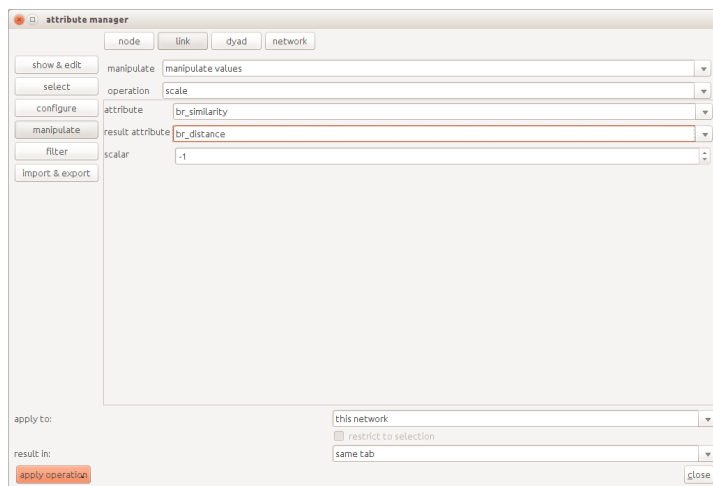 attribute manager
node link dyad network
show & edit
select
configure
manipulate
filter
import & export
manipulate manipulate values
operation scale
attribute br_similarity
result attribute br_distance
scalar -1
apply to: this network
restrict to selection
result in: same tab
apply operation close